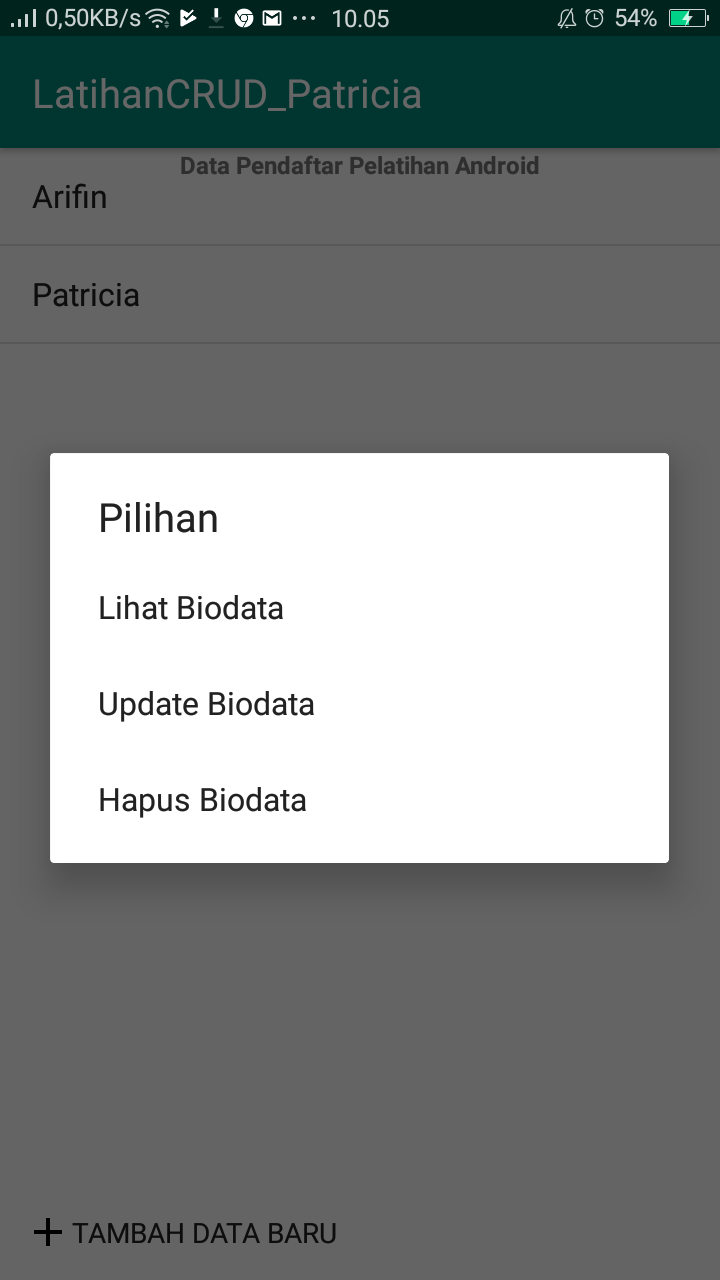 0,50KB/s 10.05 54%
LatihanCRUD_Patricia
Data Pendaftar Pelatihan Android
Arifin
Patricia
Pilihan
Lihat Biodata
Update Biodata
Hapus Biodata
TAMBAH DATA BARU